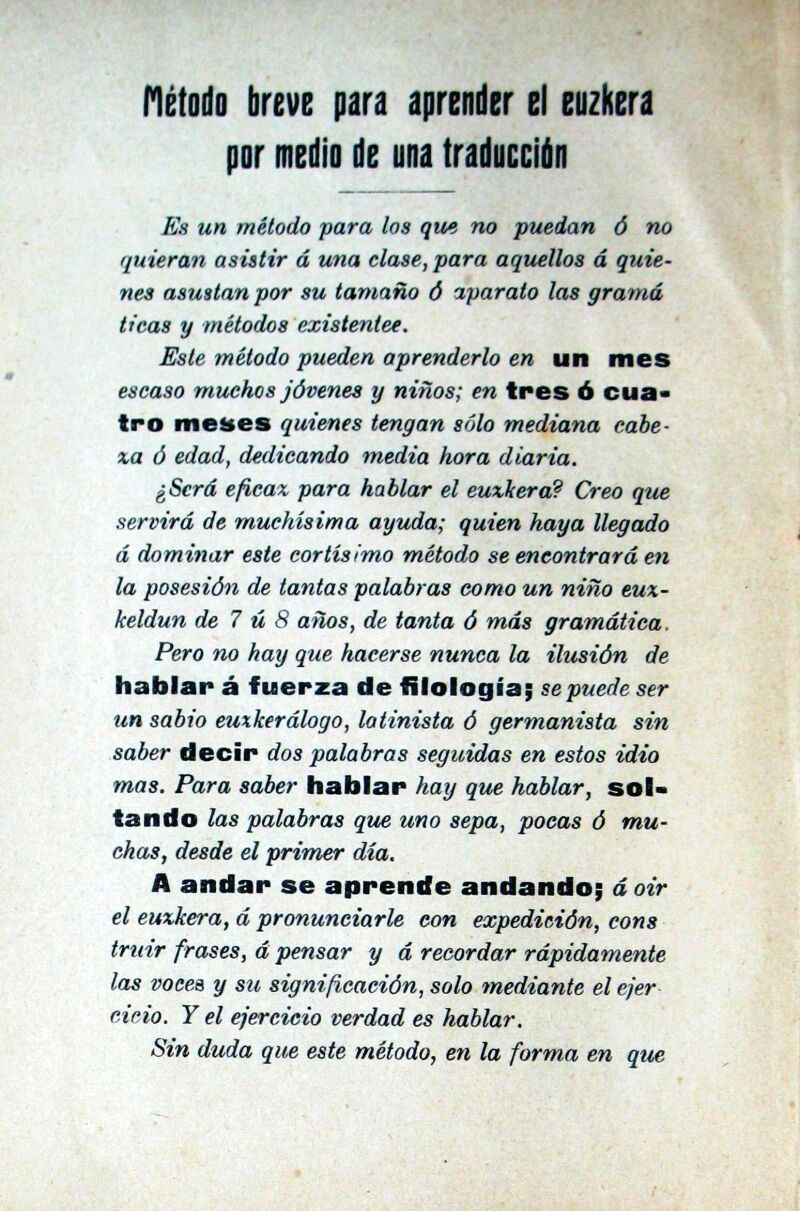 Método breve para aprender el euzkera
por medio de una traducción
Es un método para los que no puedan ó no
quieran asistir á una clase, para aquellos á quie-
nes asustan por su tamaño ó aparato las gramá
ticas y métodos existentee.
Este método pueden aprenderlo en un mes
escaso muchos jóvenes y niños; en tres ó cua-
tro meses quienes tengan sólo mediana cabe-
za ó edad, dedicando media hora diaria.
¿Será eficaz para hablar el euzkera? Creo que
servirá de muchísima ayuda; quien haya llegado
á dominar este cortísimo método se encontrará en
la posesión de tantas palabras como un niño euz-
keldun de 7 ú 8 años, de tanta ó más gramática.
Pero no hay que hacerse nunca la ilusión de
hablar á fuerza de filología; se puede ser
un sabio euzkerálogo, latinista ó germanista sin
saber decir dos palabras seguidas en estos idio
mas. Para saber hablar hay que hablar, sol-
tando las palabras que uno sepa, pocas ó mu-
chas, desde el primer día.
A andar se aprende andando; á oir
el euzkera, á pronunciarle con expedición, cons
truir frases, á pensar y á recordar rápidamente
las voces y su significación, solo mediante el ejer-
cicio. Y el ejercicio verdad es hablar.
Sin duda que este método, en la forma en que